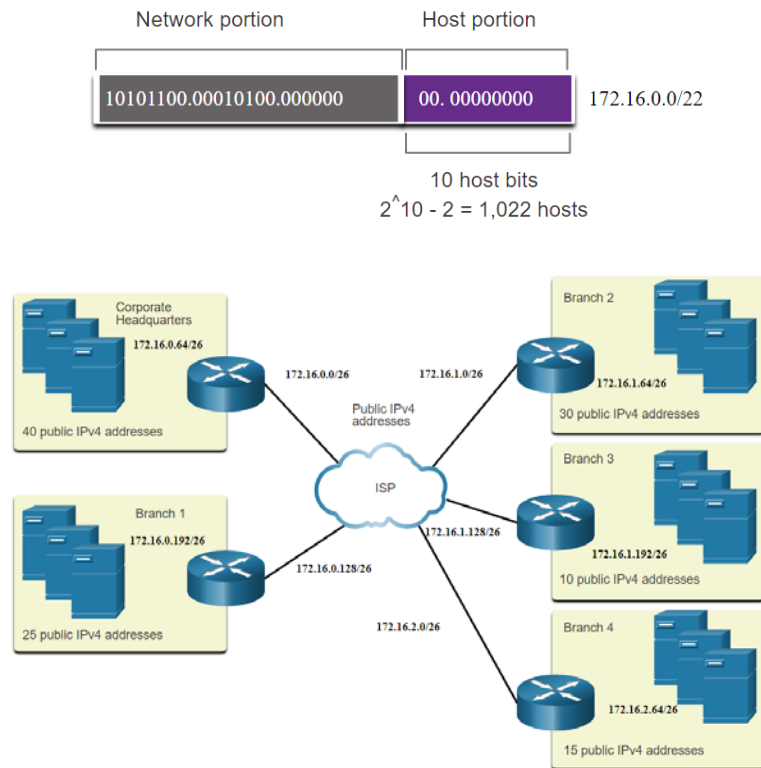 Network portion
Host portion
10101100.00010100.000000
00. 00000000
172.16.0.0/22
10 host bits
2^10 - 2 = 1,022 hosts
Corporate
Headquarters
172.16.0.64/26
40 public IPv4 addresses
172.16.0.0/26
Branch 1
172.16.0.192/26
25 public IPv4 addresses
172.16.0.128/26
Public IPv4
addresses
ISP
172.16.1.0/26
Branch 2
172.16.1.64/26
30 public IPv4 addresses
172.16.1.128/26
Branch 3
172.16.1.192/26
10 public IPv4 addresses
172.16.2.0/26
Branch 4
172.16.2.64/26
15 public IPv4 addresses